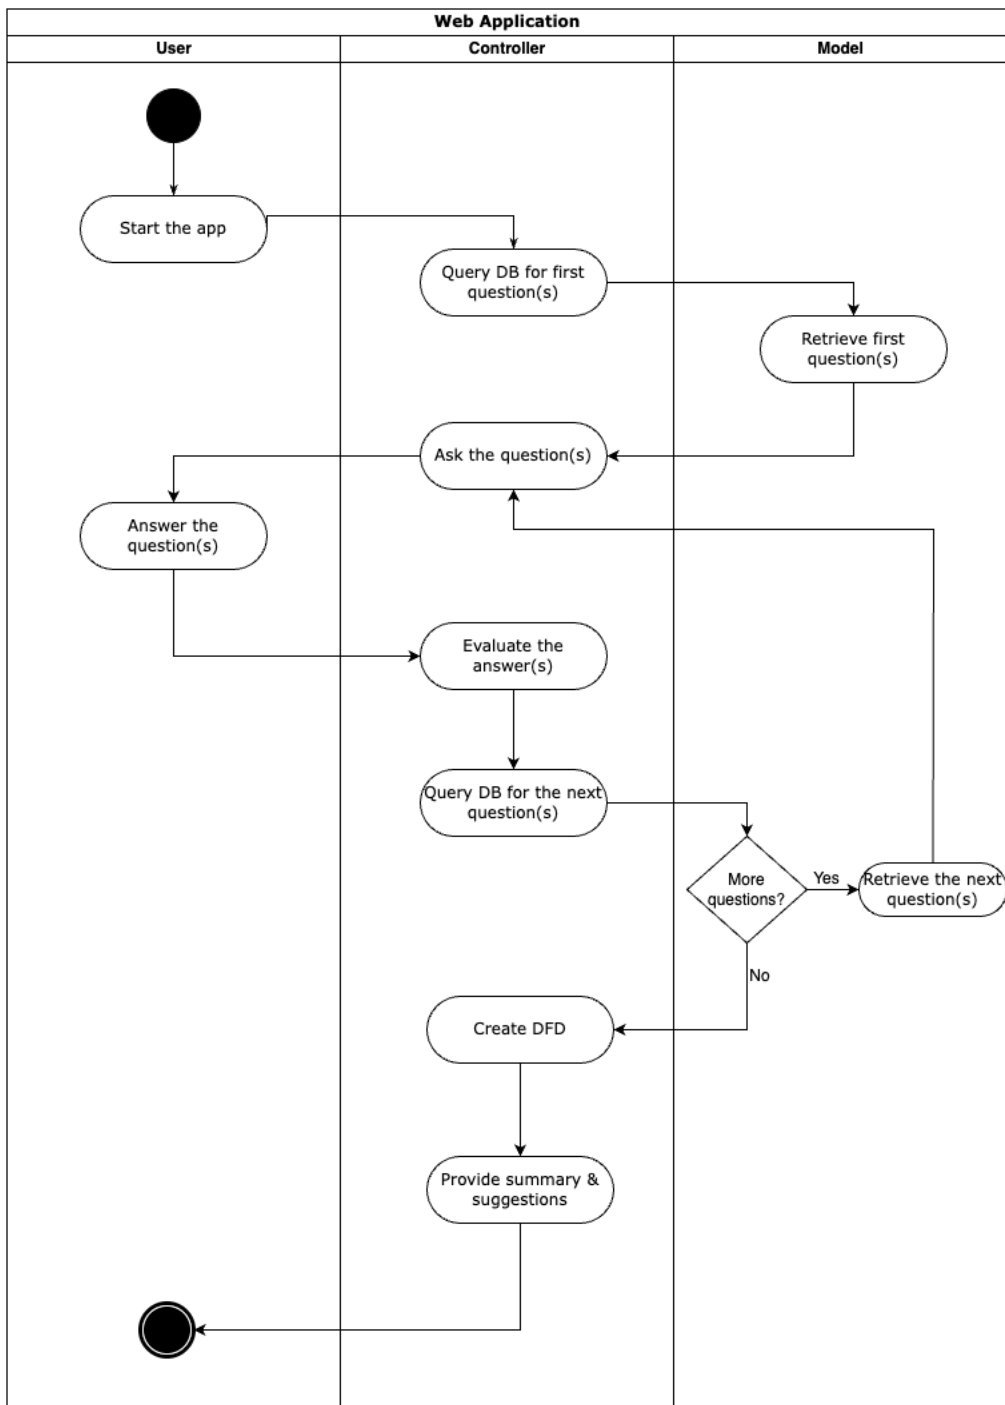 Web Application
User
Controller
Model
Start the app
Query DB for first
question(s)
Retrieve first
question(s)
Ask the question(s)
Answer the
question(s)
Evaluate the
answer(s)
Query DB for the next
question(s)
More
questions?
Yes
Retrieve the next
question(s)
No
Create DFD
Provide summary &
suggestions